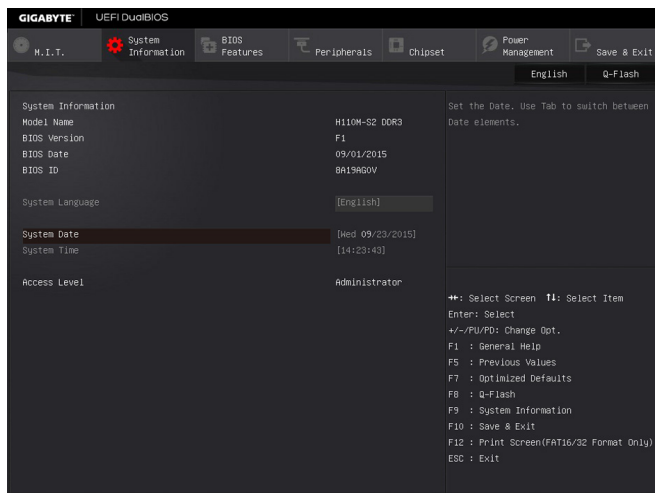 GIGABYTE™ UEFI DualBIOS
M.I.T.
System Information
BIOS Features
Peripherals
Chipset
Power Management
Save & Exit
English Q-Flash
System Information
Model Name H110M-S2 DDR3
BIOS Version F1
BIOS Date 09/01/2015
BIOS ID 8A19AG0V
System Language [English]
System Date [Wed 09/23/2015]
System Time [14:23:43]
Access Level Administrator
Set the Date. Use Tab to switch between
Date elements.
→←: Select Screen ↑↓: Select Item
Enter: Select
+/-/PU/PD: Change Opt.
F1 : General Help
F5 : Previous Values
F7 : Optimized Defaults
F8 : Q-Flash
F9 : System Information
F10 : Save & Exit
F12 : Print Screen(FAT16/32 Format Only)
ESC : Exit